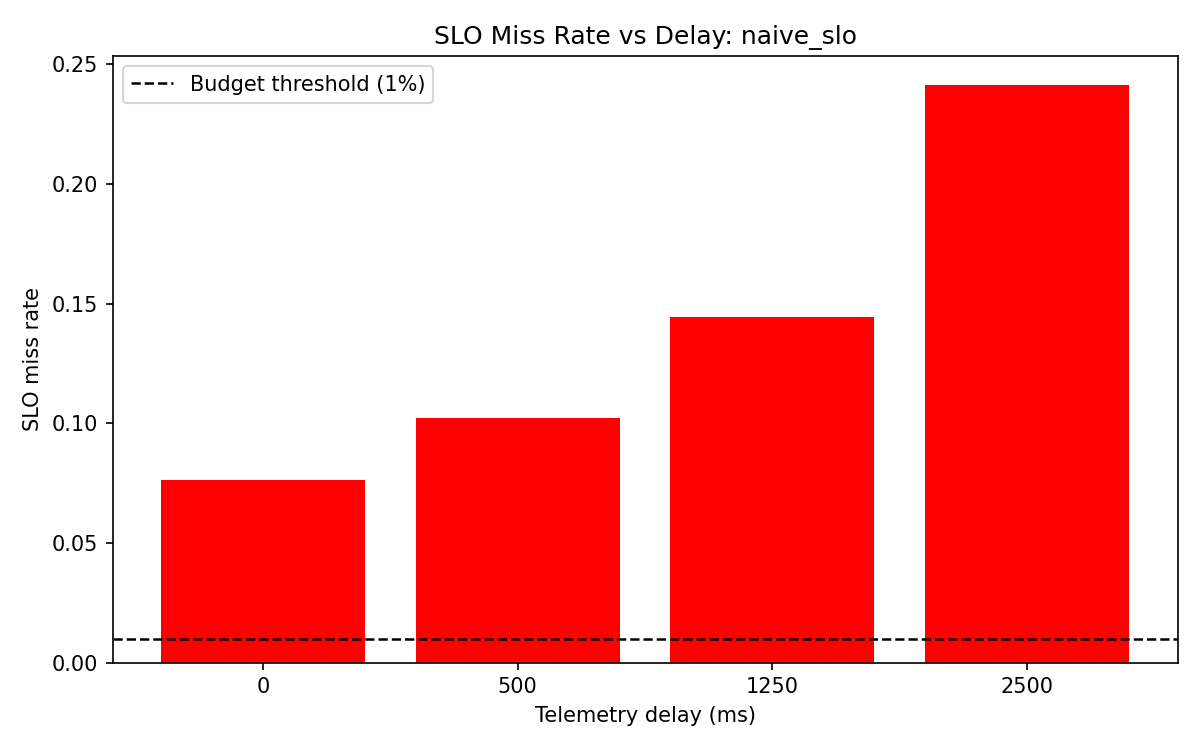 SLO Miss Rate vs Delay: naive_slo
Budget threshold (1%)
SLO miss rate
0.25
0.20
0.15
0.10
0.05
0.00
0 500 1250 2500
Telemetry delay (ms)